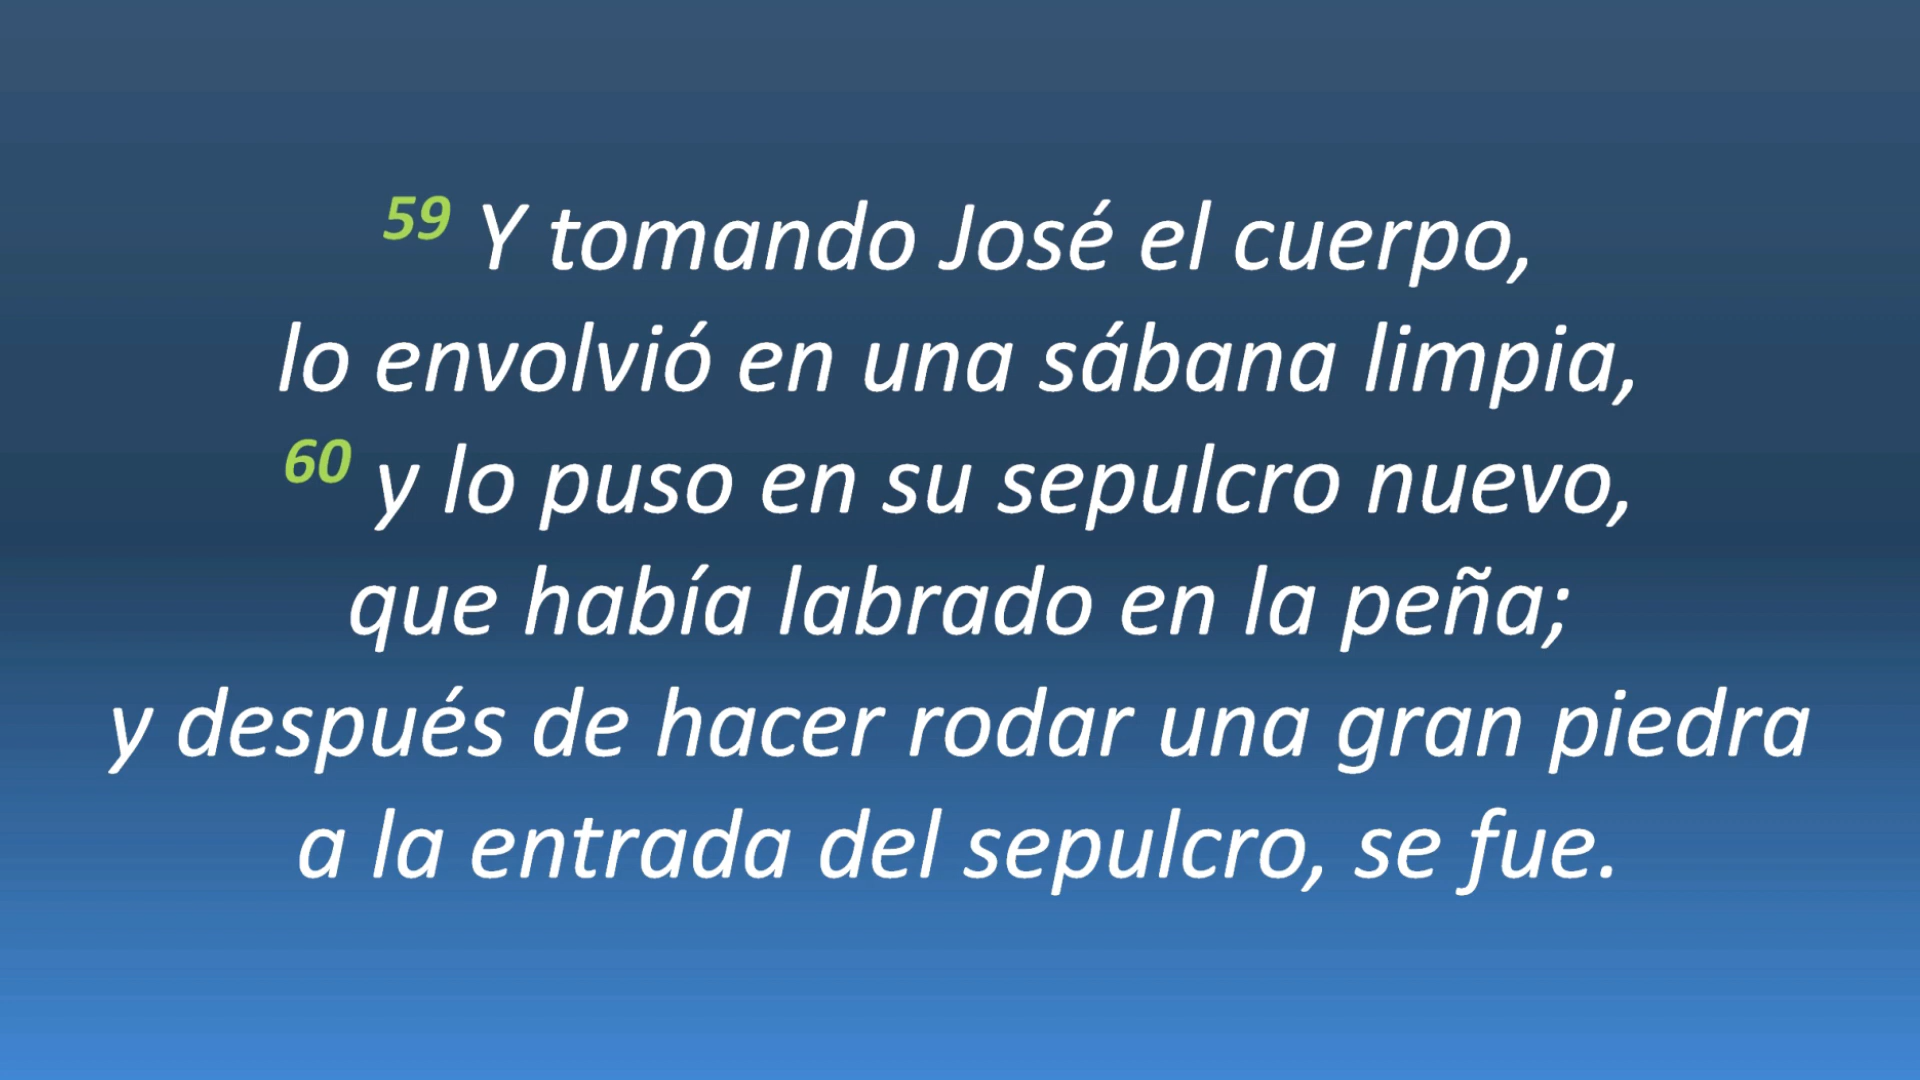 59 Y tomando José el cuerpo,
lo envolvió en una sábana limpia,
60 y lo puso en su sepulcro nuevo,
que había labrado en la peña;
y después de hacer rodar una gran piedra
a la entrada del sepulcro, se fue.